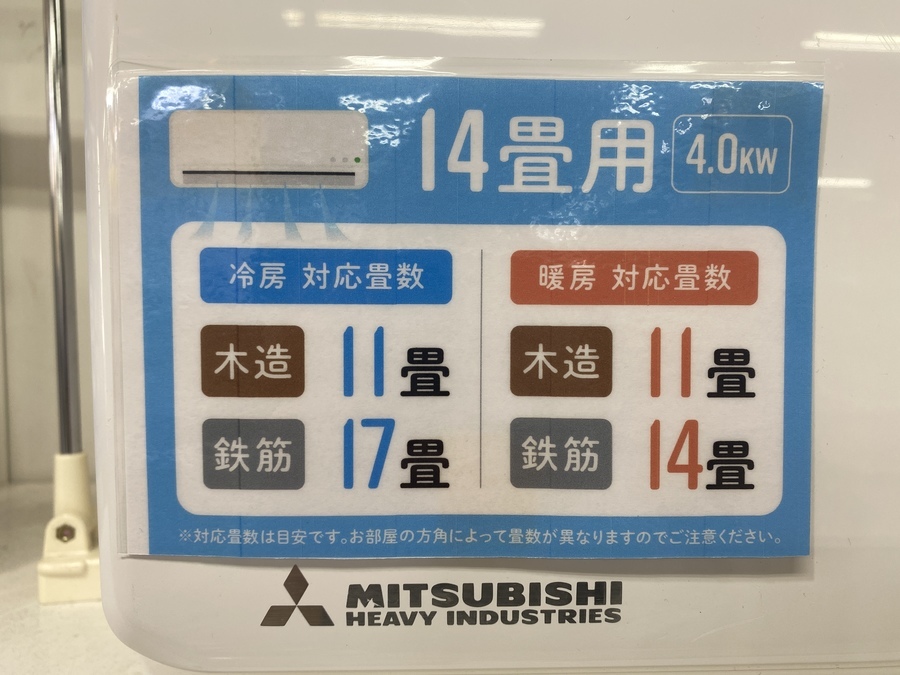 14畳用 4.0KW
冷房 対応畳数
木造 11畳
鉄筋 17畳
暖房 対応畳数
木造 11畳
鉄筋 14畳
※対応畳数は目安です。お部屋の方角によって畳数が異なりますのでご注意ください。
MITSUBISHI
HEAVY INDUSTRIES